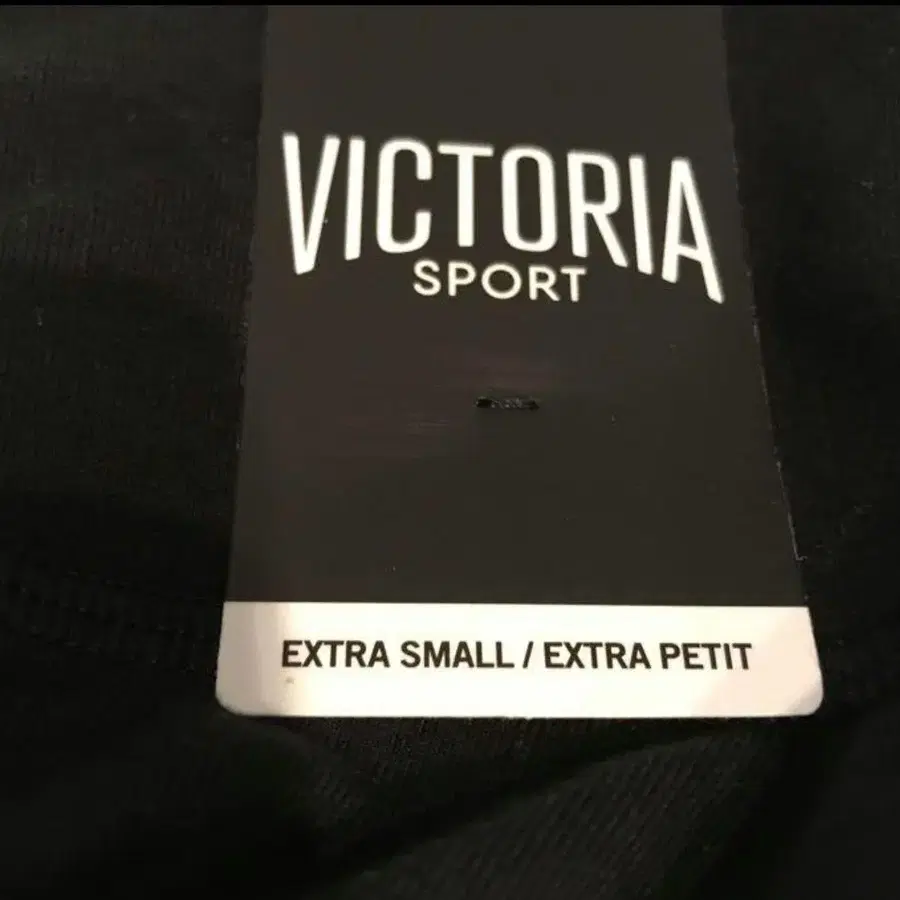 VICTORIA
SPORT
EXTRA SMALL / EXTRA PETIT